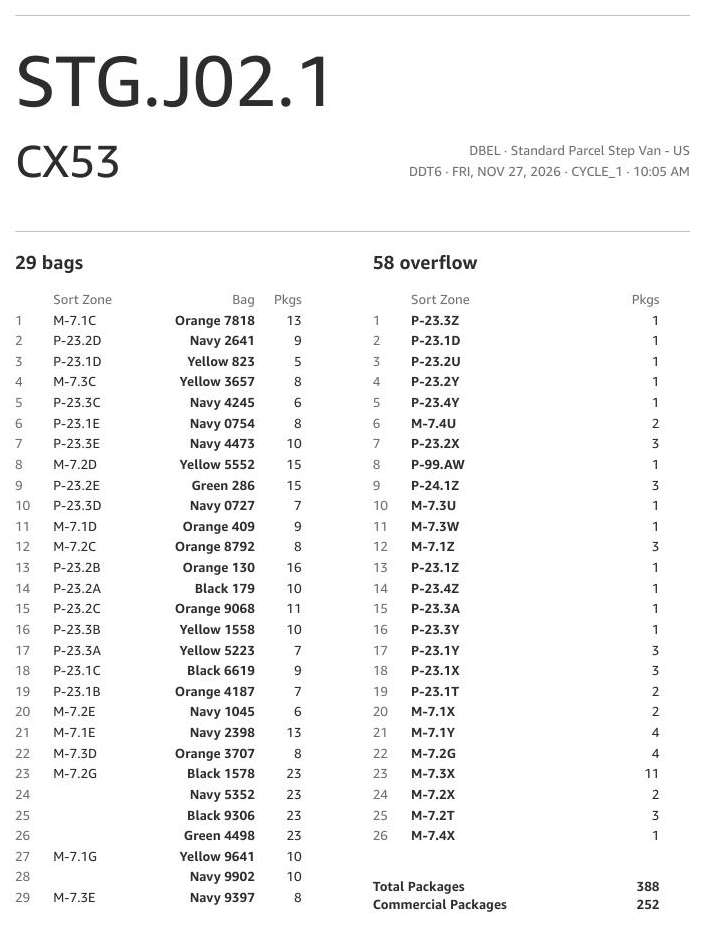 STG.J02.1
CX53
DBEL · Standard Parcel Step Van - US
DDT6 · FRI, NOV 27, 2026 · CYCLE_1 · 10:05 AM
29 bags
Sort Zone Bag Pkgs
1 M-7.1C Orange 7818 13
2 P-23.2D Navy 2641 9
3 P-23.1D Yellow 823 5
4 M-7.3C Yellow 3657 8
5 P-23.3C Navy 4245 6
6 P-23.1E Navy 0754 8
7 P-23.3E Navy 4473 10
8 M-7.2D Yellow 5552 15
9 P-23.2E Green 286 15
10 P-23.3D Navy 0727 7
11 M-7.1D Orange 409 9
12 M-7.2C Orange 8792 8
13 P-23.2B Orange 130 16
14 P-23.2A Black 179 10
15 P-23.2C Orange 9068 11
16 P-23.3B Yellow 1558 10
17 P-23.3A Yellow 5223 7
18 P-23.1C Black 6619 9
19 P-23.1B Orange 4187 7
20 M-7.2E Navy 1045 6
21 M-7.1E Navy 2398 13
22 M-7.3D Orange 3707 8
23 M-7.2G Black 1578 23
24 Navy 5352 23
25 Black 9306 23
26 Green 4498 23
27 M-7.1G Yellow 9641 10
28 Navy 9902 10
29 M-7.3E Navy 9397 8
58 overflow
Sort Zone Pkgs
1 P-23.3Z 1
2 P-23.1D 1
3 P-23.2U 1
4 P-23.2Y 1
5 P-23.4Y 1
6 M-7.4U 2
7 P-23.2X 3
8 P-99.AW 1
9 P-24.1Z 3
10 M-7.3U 1
11 M-7.3W 1
12 M-7.1Z 3
13 P-23.1Z 1
14 P-23.4Z 1
15 P-23.3A 1
16 P-23.3Y 1
17 P-23.1Y 3
18 P-23.1X 3
19 P-23.1T 2
20 M-7.1X 2
21 M-7.1Y 4
22 M-7.2G 4
23 M-7.3X 11
24 M-7.2X 2
25 M-7.2T 3
26 M-7.4X 1
Total Packages 388
Commercial Packages 252